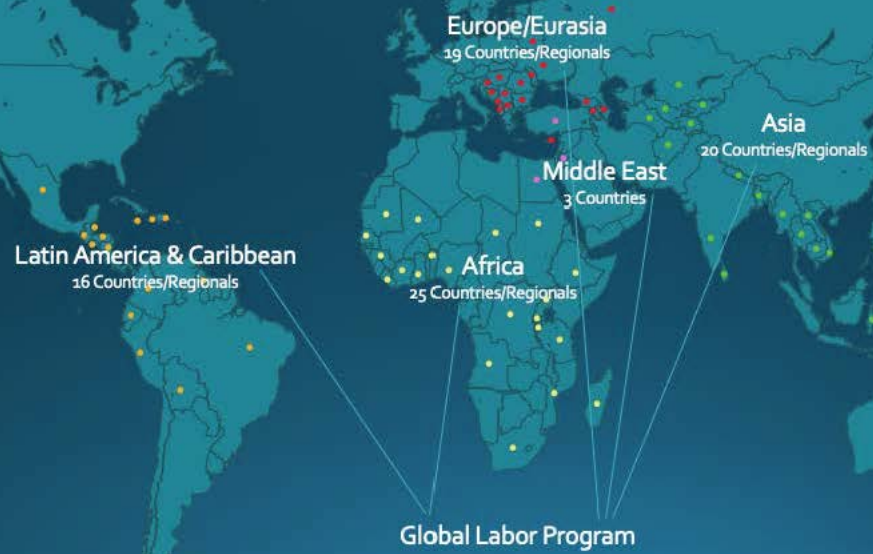 Europe/Eurasia
19 Countries/Regionals
Asia
20 Countries/Regionals
Middle East
3 Countries
Latin America & Caribbean
16 Countries/Regionals
Africa
25 Countries/Regionals
Global Labor Program